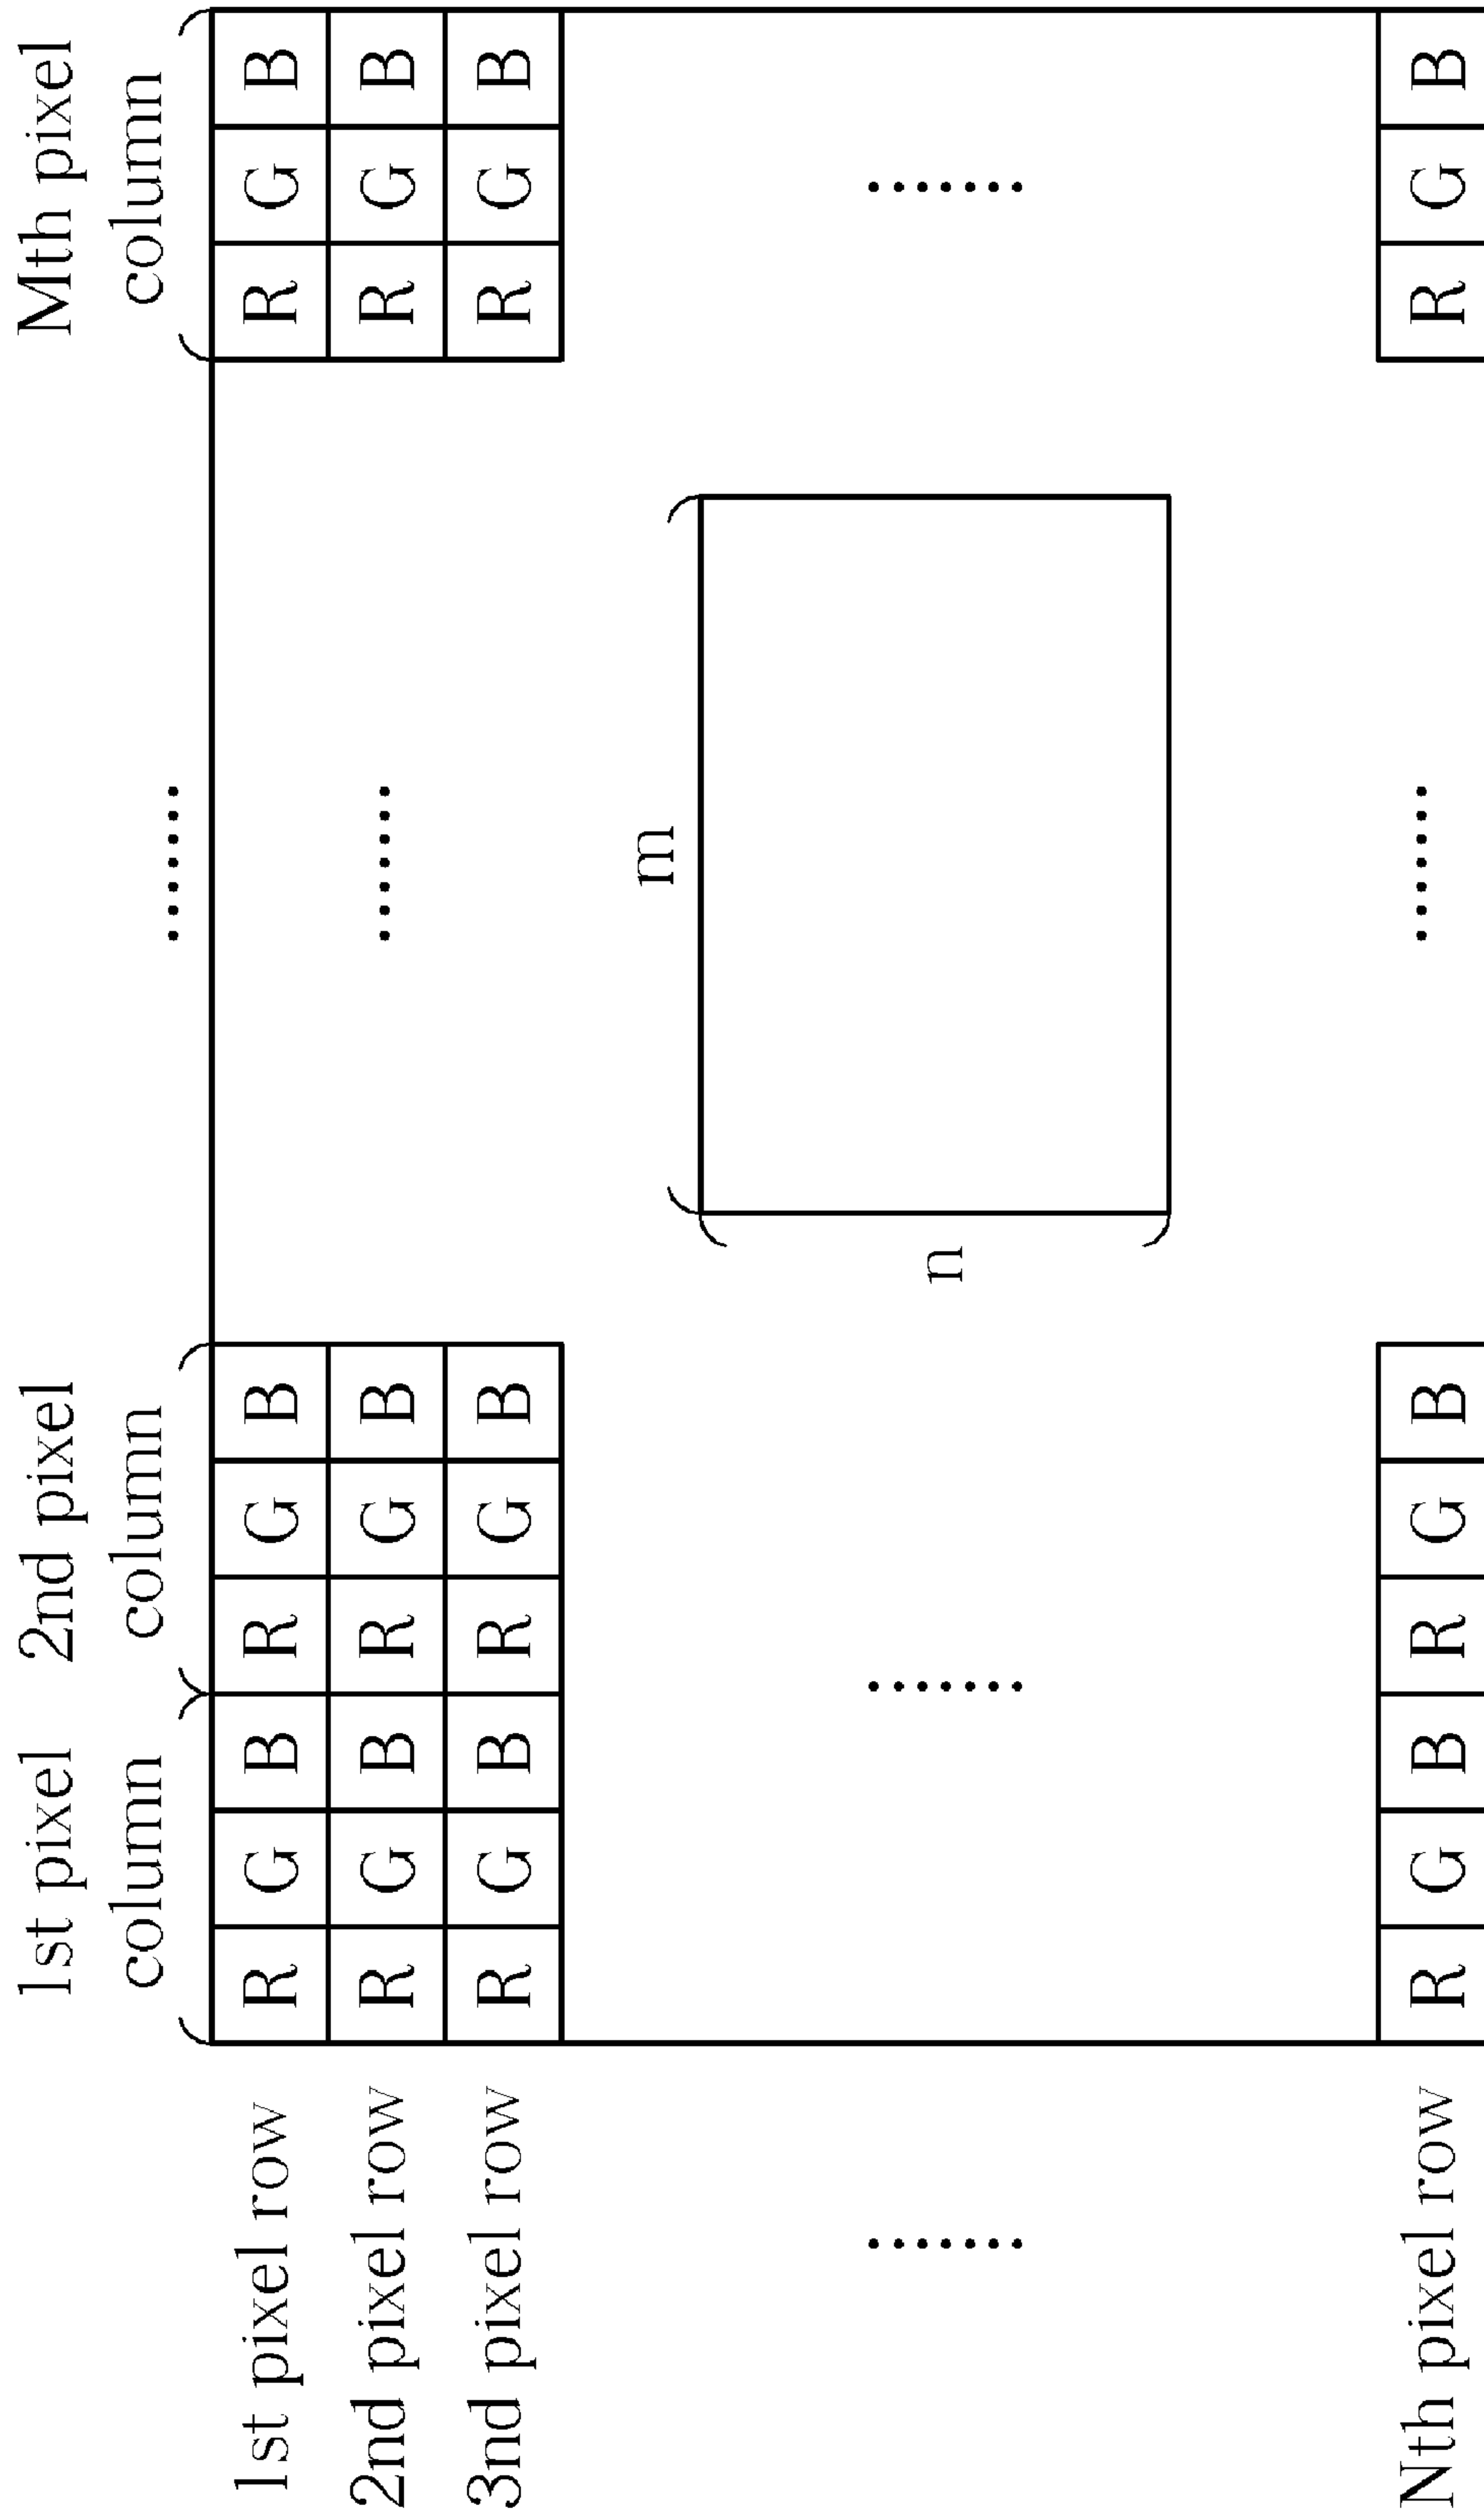 1st pixel column 2nd pixel column ······· Mth pixel column
1st pixel row R G B R G B R G B
2nd pixel row R G B R G B ······· R G B
3nd pixel row R G B R G B R G B
m
······· ······· n ·······
Nth pixel row R G B R G B ······· R G B